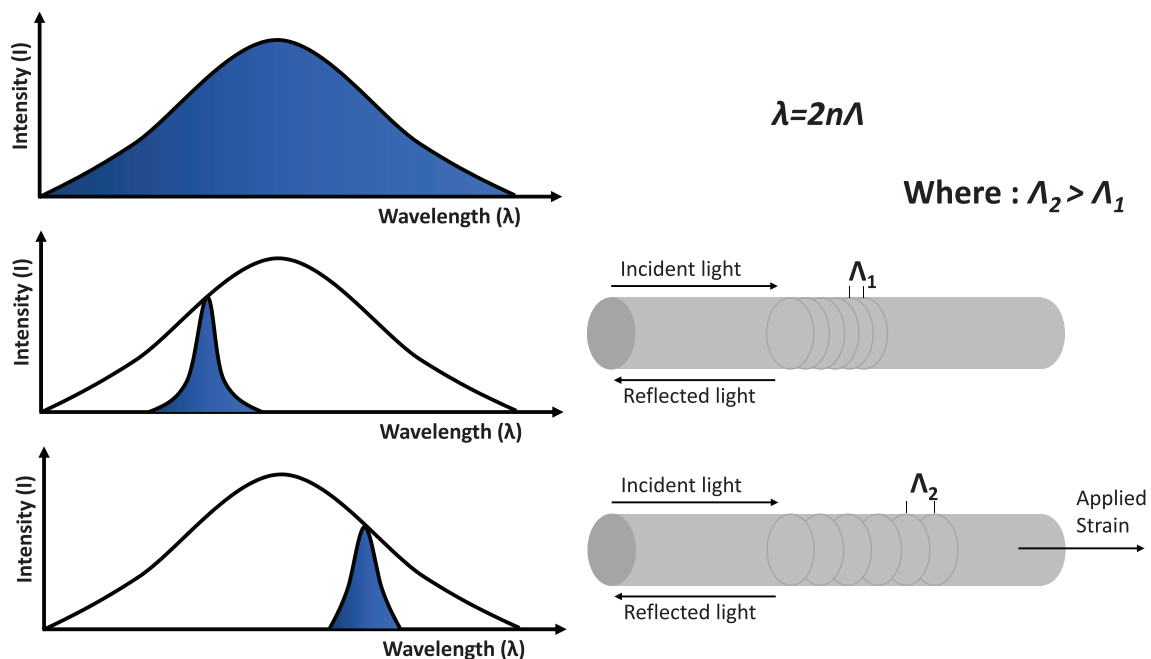 Intensity (I)
Wavelength (λ)
λ=2nΛ
Where : Λ2 > Λ1
Intensity (I)
Wavelength (λ)
Incident light
Λ1
Reflected light
Intensity (I)
Wavelength (λ)
Incident light
Λ2
Applied
Strain
Reflected light